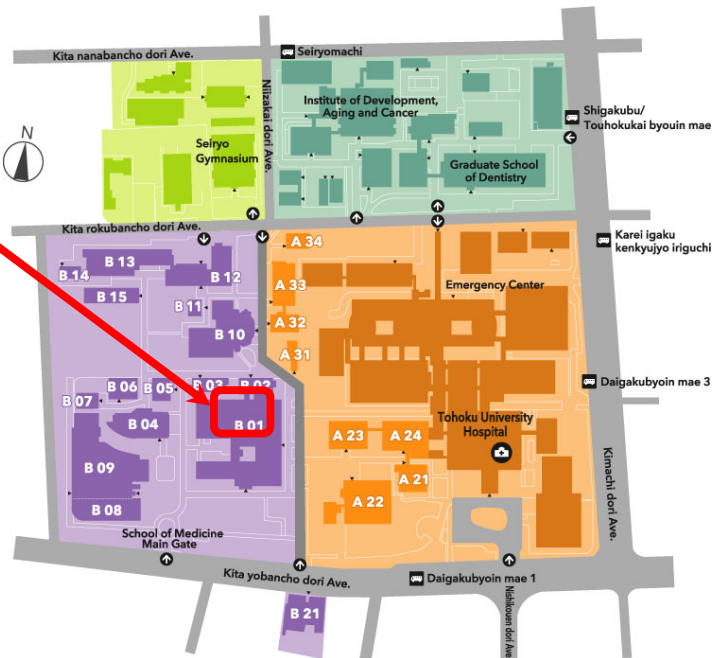 Kita nanabancho dori Ave.
Seiryomachi
Niizakai dori Ave.
Institute of Development,
Aging and Cancer
Shigakubu/
Touhokukai byouin mae
Seiryo
Gymnasium
Graduate School
of Dentistry
N
Kita rokubancho dori Ave.
Karei igaku
kenkyujyo iriguchi
A 34
B 13
B 14
B 12
B 15
B 11
B 10
A 33
A 32
A 31
Emergency Center
Daigakubyoin mae 3
B 03
B 02
B 06
B 05
B 07
B 04
B 01
B 09
B 08
A 23
A 24
A 21
A 22
Tohoku University
Hospital
Kimachi dori Ave.
School of Medicine
Main Gate
Kita yobancho dori Ave.
Daigakubyoin mae 1
B 21
Nishikouen dori Ave